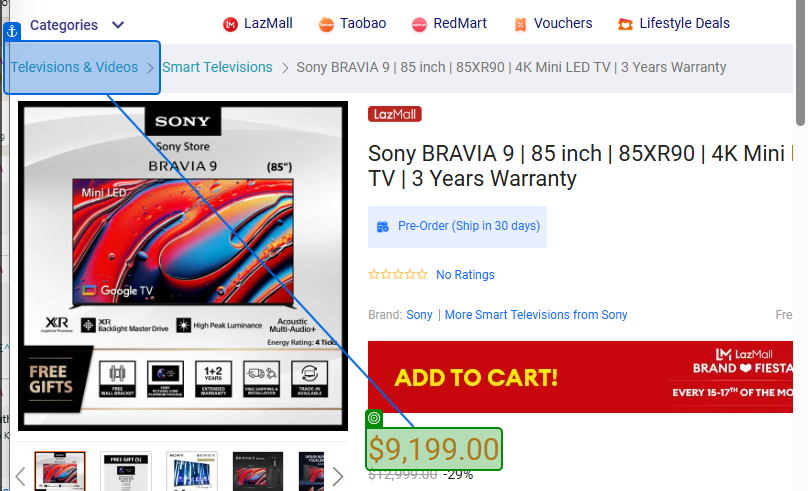 Categories
LazMall
Taobao
RedMart
Vouchers
Lifestyle Deals
Televisions & Videos > Smart Televisions > Sony BRAVIA 9 | 85 inch | 85XR90 | 4K Mini LED TV | 3 Years Warranty
SONY
Sony Store
BRAVIA 9 (85")
Mini LED
Google TV
XR
Cognitive Processor
XR
Backlight Master Drive
High Peak Luminance
Acoustic
Multi-Audio+
Energy Rating: 4 Ticks
FREE
GIFTS
FREE
WALL BRACKET
1+2
YEARS
EXTENDED
WARRANTY
FREE SHIPPING &
INSTALLATION
TRADE-IN
AVAILABLE
FREE GIFT(S)
LazMall
Sony BRAVIA 9 | 85 inch | 85XR90 | 4K Mini
TV | 3 Years Warranty
Pre-Order (Ship in 30 days)
No Ratings
Brand: Sony | More Smart Televisions from Sony
Fre
ADD TO CART!
LazMall
BRAND FIESTA
EVERY 15-17TH OF THE MO
$9,199.00
$12,999.00 -29%